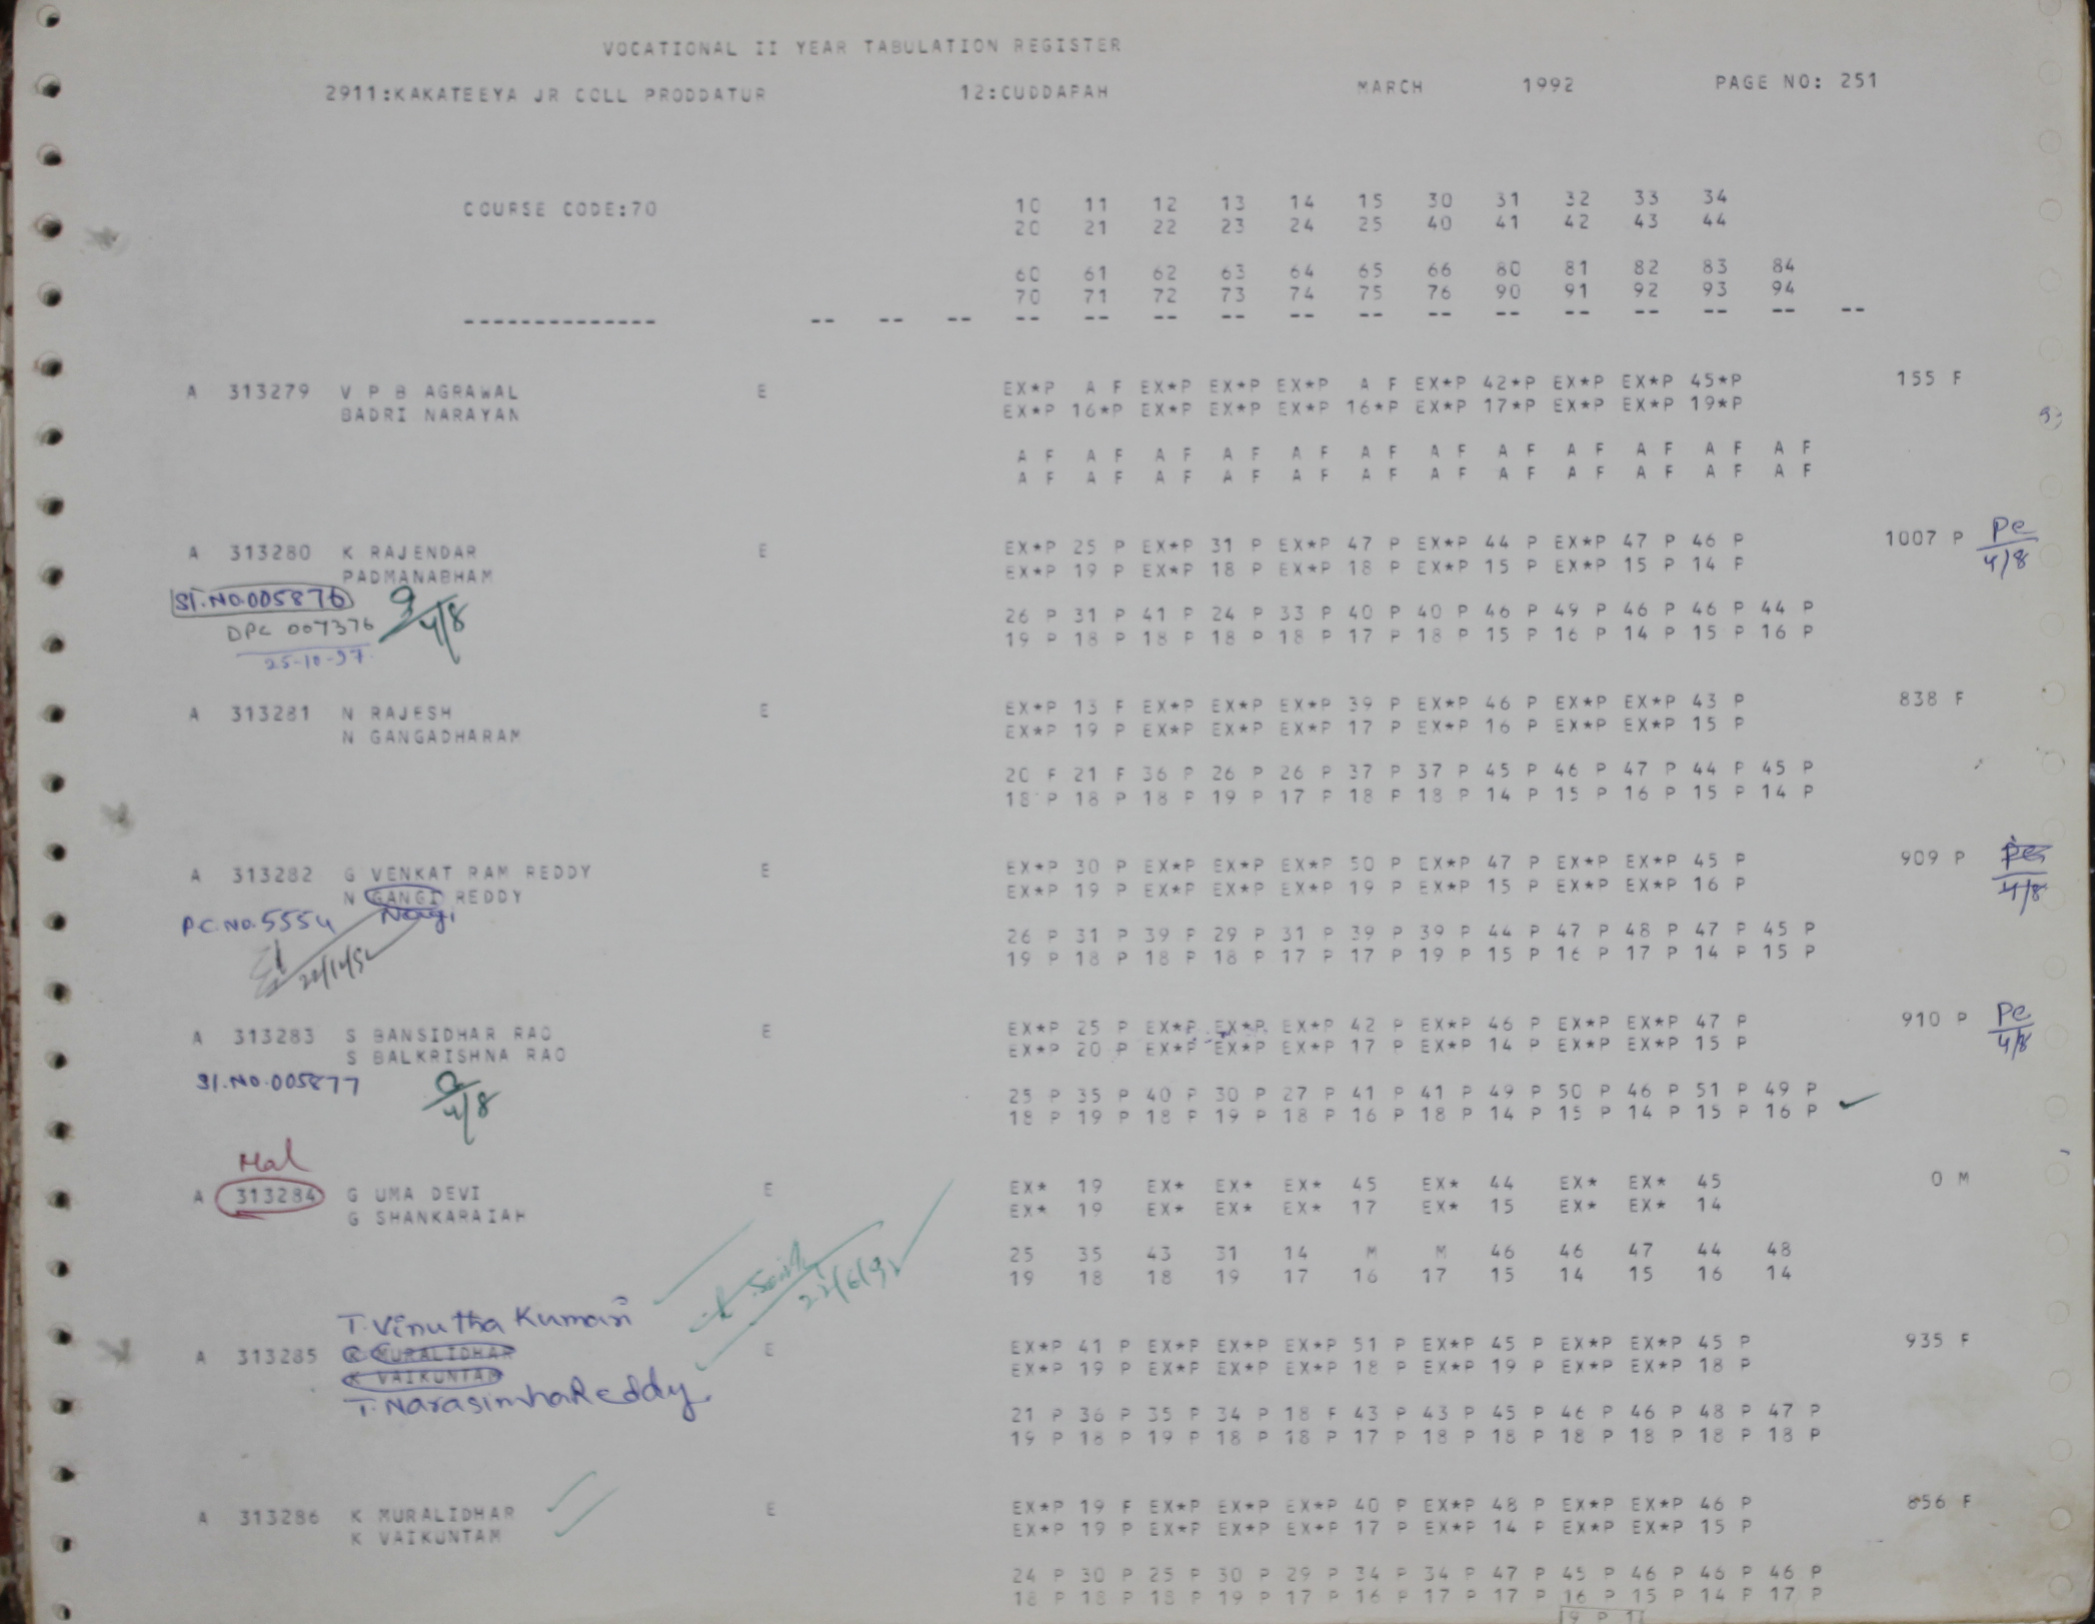 VOCATIONAL II YEAR TABULATION REGISTER
2911:KAKATEEYA JR COLL PRODDATUR 12:CUDDAPAH MARCH 1992 PAGE NO: 251
COURSE CODE:70 10 11 12 13 14 15 30 31 32 33 34
20 21 22 23 24 25 40 41 42 43 44
60 61 62 63 64 65 66 80 81 82 83 84
70 71 72 73 74 75 76 90 91 92 93 94
-------------- -- -- -- -- -- -- -- -- -- -- -- -- -- -- -- --
A 313279 V P B AGRAWAL E EX*P A F EX*P EX*P EX*P A F EX*P 42*P EX*P EX*P 45*P 155 F
BADRI NARAYAN EX*P 16*P EX*P EX*P EX*P 16*P EX*P 17*P EX*P EX*P 19*P
A F A F A F A F A F A F A F A F A F A F A F A F
A F A F A F A F A F A F A F A F A F A F A F A F
A 313280 K RAJENDAR E EX*P 25 P EX*P 31 P EX*P 47 P EX*P 44 P EX*P 47 P 46 P 1007 P PC
PADMANABHAM EX*P 19 P EX*P 18 P EX*P 18 P EX*P 15 P EX*P 15 P 14 P 4/8
Sl.No.005876 4/8 26 P 31 P 41 P 24 P 33 P 40 P 40 P 46 P 49 P 46 P 46 P 44 P
DPC 007376 19 P 18 P 18 P 18 P 18 P 17 P 18 P 15 P 16 P 14 P 15 P 16 P
25-10-97
A 313281 N RAJESH E EX*P 13 F EX*P EX*P EX*P 39 P EX*P 46 P EX*P EX*P 43 P 838 F
N GANGADHARAM EX*P 19 P EX*P EX*P EX*P 17 P EX*P 16 P EX*P EX*P 15 P
20 F 21 F 36 P 26 P 26 P 37 P 37 P 45 P 46 P 47 P 44 P 45 P
18 P 18 P 18 P 19 P 17 P 18 P 18 P 14 P 15 P 16 P 15 P 14 P
A 313282 G VENKAT RAM REDDY E EX*P 30 P EX*P EX*P EX*P 50 P EX*P 47 P EX*P EX*P 45 P 909 P
N GANGI REDDY EX*P 19 P EX*P EX*P EX*P 19 P EX*P 15 P EX*P EX*P 16 P 4/8
P.C.No.5554 Nagi 26 P 31 P 39 P 29 P 31 P 39 P 39 P 44 P 47 P 48 P 47 P 45 P
19 P 18 P 18 P 18 P 17 P 17 P 19 P 15 P 16 P 17 P 14 P 15 P
A 313283 S BANSIDHAR RAO E EX*P 25 P EX*P EX*P EX*P 42 P EX*P 46 P EX*P EX*P 47 P 910 P PC
S BALKRISHNA RAO EX*P 20 P EX*P EX*P EX*P 17 P EX*P 14 P EX*P EX*P 15 P 4/8
Sl.No.005877 4/8 25 P 35 P 40 P 30 P 27 P 41 P 41 P 49 P 50 P 46 P 51 P 49 P
18 P 19 P 18 P 19 P 18 P 16 P 18 P 14 P 15 P 14 P 15 P 16 P
Mal
A 313284 G UMA DEVI E EX* 19 EX* EX* EX* 45 EX* 44 EX* EX* 45 0 M
G SHANKARAIAH EX* 19 EX* EX* EX* 17 EX* 15 EX* EX* 14
25 35 43 31 14 M M 46 46 47 44 48
19 18 18 19 17 16 17 15 14 15 16 14
22/6/92
T.Vinutha Kumari
A 313285 K MURALIDHAR E EX*P 41 P EX*P EX*P EX*P 51 P EX*P 45 P EX*P EX*P 45 P 935 F
K VAIKUNTAM EX*P 19 P EX*P EX*P EX*P 18 P EX*P 19 P EX*P EX*P 18 P
T.NarasimhaReddy 21 P 36 P 35 P 34 P 18 F 43 P 43 P 45 P 46 P 46 P 48 P 47 P
19 P 18 P 19 P 18 P 18 P 17 P 18 P 18 P 18 P 18 P 18 P 18 P
A 313286 K MURALIDHAR E EX*P 19 F EX*P EX*P EX*P 40 P EX*P 48 P EX*P EX*P 46 P 856 F
K VAIKUNTAM EX*P 19 P EX*P EX*P EX*P 17 P EX*P 14 P EX*P EX*P 15 P
24 P 30 P 25 P 30 P 29 P 34 P 34 P 47 P 45 P 46 P 46 P 46 P
18 P 18 P 18 P 19 P 17 P 16 P 17 P 17 P 16 P 15 P 14 P 17 P